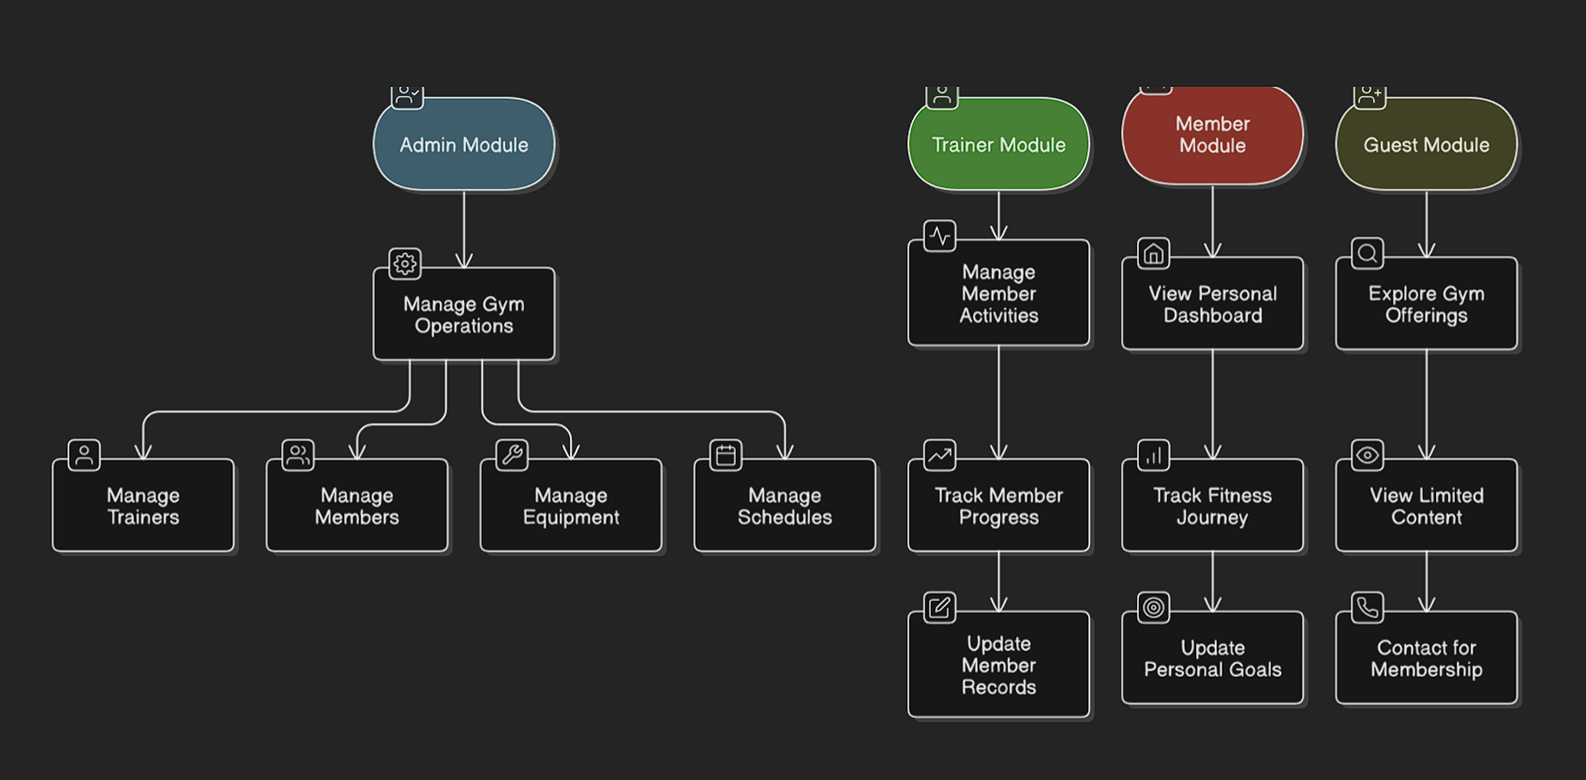 Admin Module
Trainer Module
Member
Module
Guest Module
Manage Gym
Operations
Manage
Member
Activities
View Personal
Dashboard
Explore Gym
Offerings
Manage
Trainers
Manage
Members
Manage
Equipment
Manage
Schedules
Track Member
Progress
Track Fitness
Journey
View Limited
Content
Update
Member
Records
Update
Personal Goals
Contact for
Membership